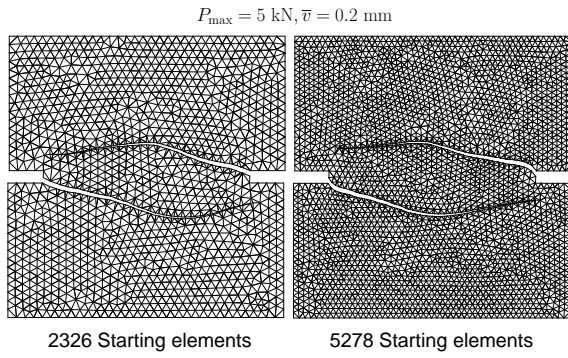 P_max = 5 kN, v̅ = 0.2 mm
2326 Starting elements
5278 Starting elements